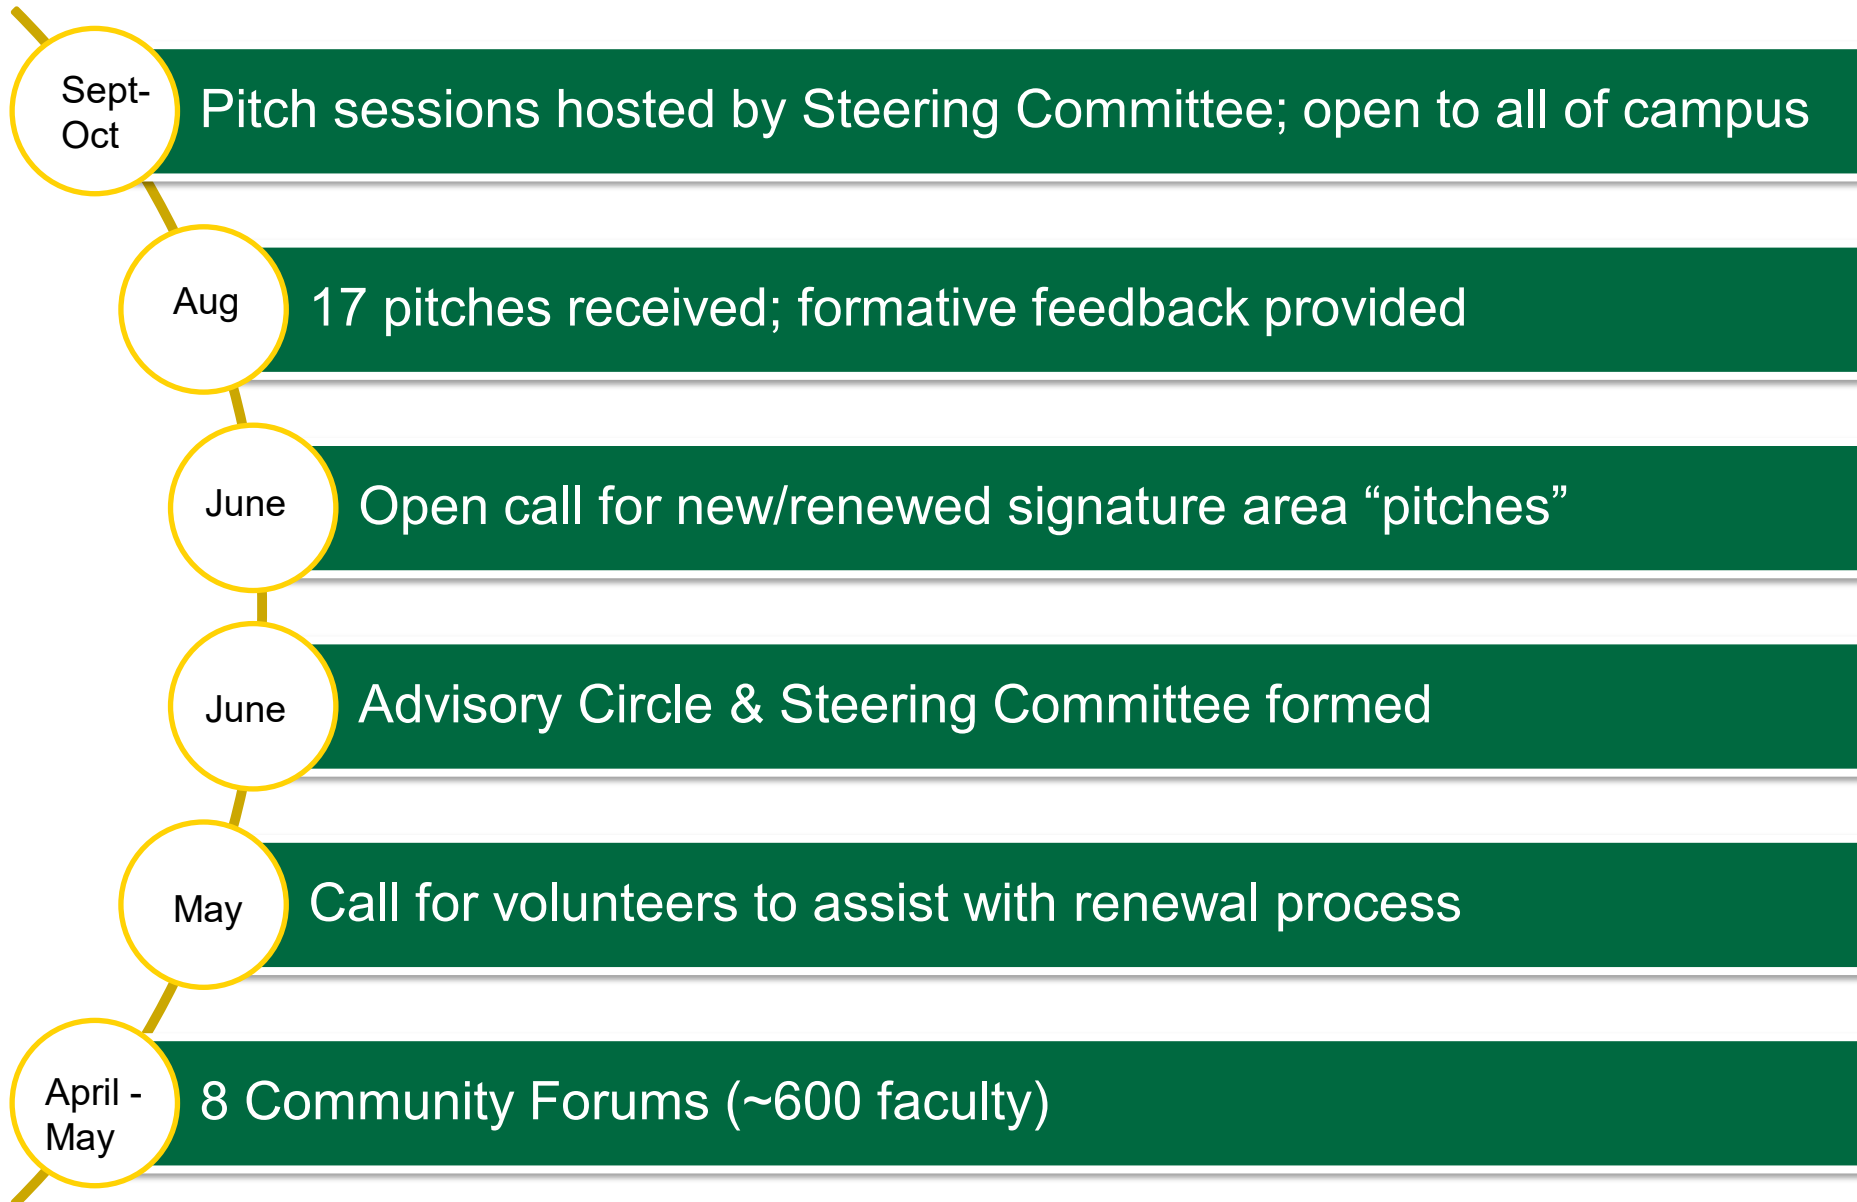 Sept-
Oct
Pitch sessions hosted by Steering Committee; open to all of campus
Aug
17 pitches received; formative feedback provided
June
Open call for new/renewed signature area “pitches”
June
Advisory Circle & Steering Committee formed
May
Call for volunteers to assist with renewal process
April -
May
8 Community Forums (~600 faculty)